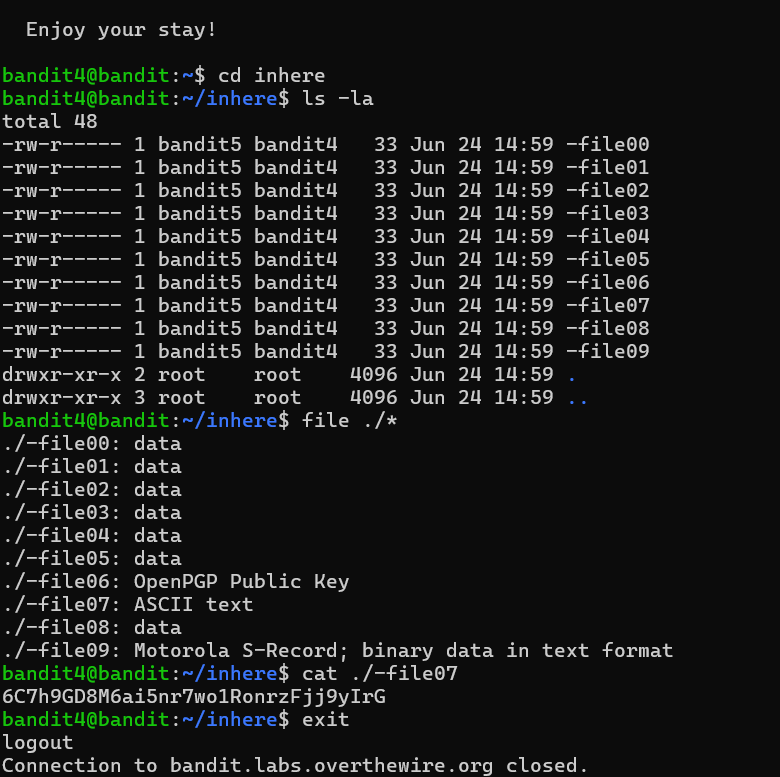 Enjoy your stay!
bandit4@bandit:~$ cd inhere
bandit4@bandit:~/inhere$ ls -la
total 48
-rw-r----- 1 bandit5 bandit4   33 Jun 24 14:59 -file00
-rw-r----- 1 bandit5 bandit4   33 Jun 24 14:59 -file01
-rw-r----- 1 bandit5 bandit4   33 Jun 24 14:59 -file02
-rw-r----- 1 bandit5 bandit4   33 Jun 24 14:59 -file03
-rw-r----- 1 bandit5 bandit4   33 Jun 24 14:59 -file04
-rw-r----- 1 bandit5 bandit4   33 Jun 24 14:59 -file05
-rw-r----- 1 bandit5 bandit4   33 Jun 24 14:59 -file06
-rw-r----- 1 bandit5 bandit4   33 Jun 24 14:59 -file07
-rw-r----- 1 bandit5 bandit4   33 Jun 24 14:59 -file08
-rw-r----- 1 bandit5 bandit4   33 Jun 24 14:59 -file09
drwxr-xr-x 2 root    root    4096 Jun 24 14:59 .
drwxr-xr-x 3 root    root    4096 Jun 24 14:59 ..
bandit4@bandit:~/inhere$ file ./*
./-file00: data
./-file01: data
./-file02: data
./-file03: data
./-file04: data
./-file05: data
./-file06: OpenPGP Public Key
./-file07: ASCII text
./-file08: data
./-file09: Motorola S-Record; binary data in text format
bandit4@bandit:~/inhere$ cat ./-file07
6C7h9GD8M6ai5nr7wo1RonrzFjj9yIrG
bandit4@bandit:~/inhere$ exit
logout
Connection to bandit.labs.overthewire.org closed.